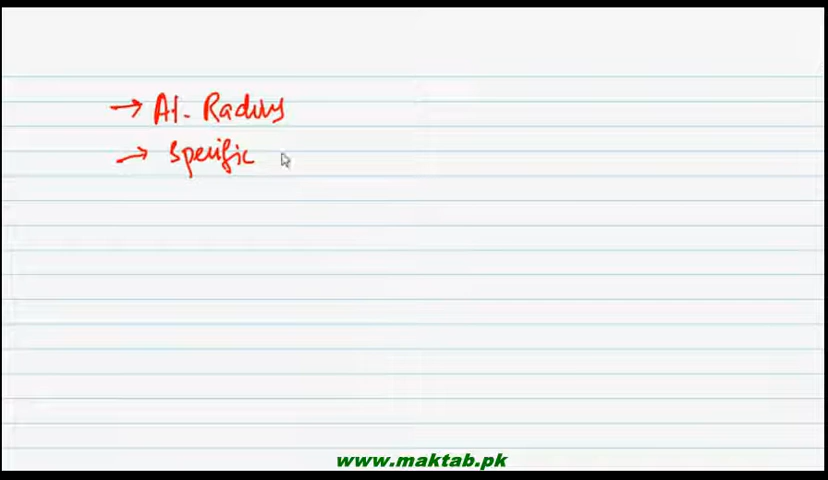 → At. Radius
→ Specific
www.maktab.pk